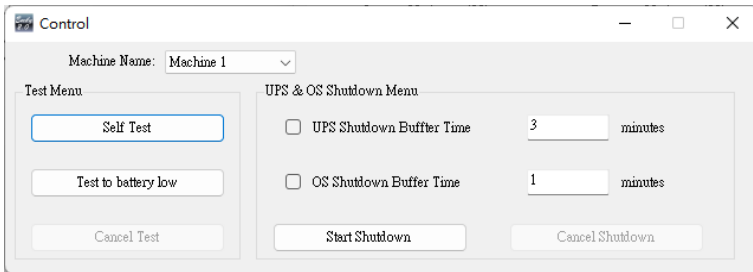 Control
Machine Name: Machine 1
Test Menu
Self Test
Test to battery low
Cancel Test
UPS & OS Shutdown Menu
UPS Shutdown Buffter Time 3 minutes
OS Shutdown Buffer Time 1 minutes
Start Shutdown Cancel Shutdown